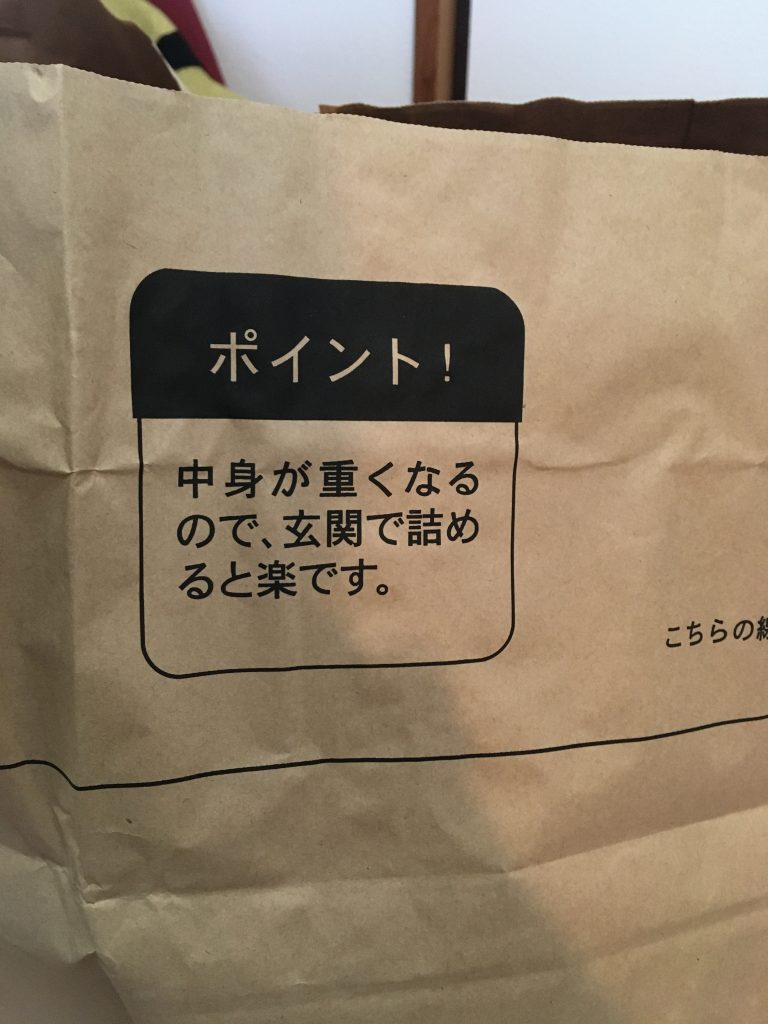 ポイント！
中身が重くなる
ので、玄関で詰め
ると楽です。
こちらの線